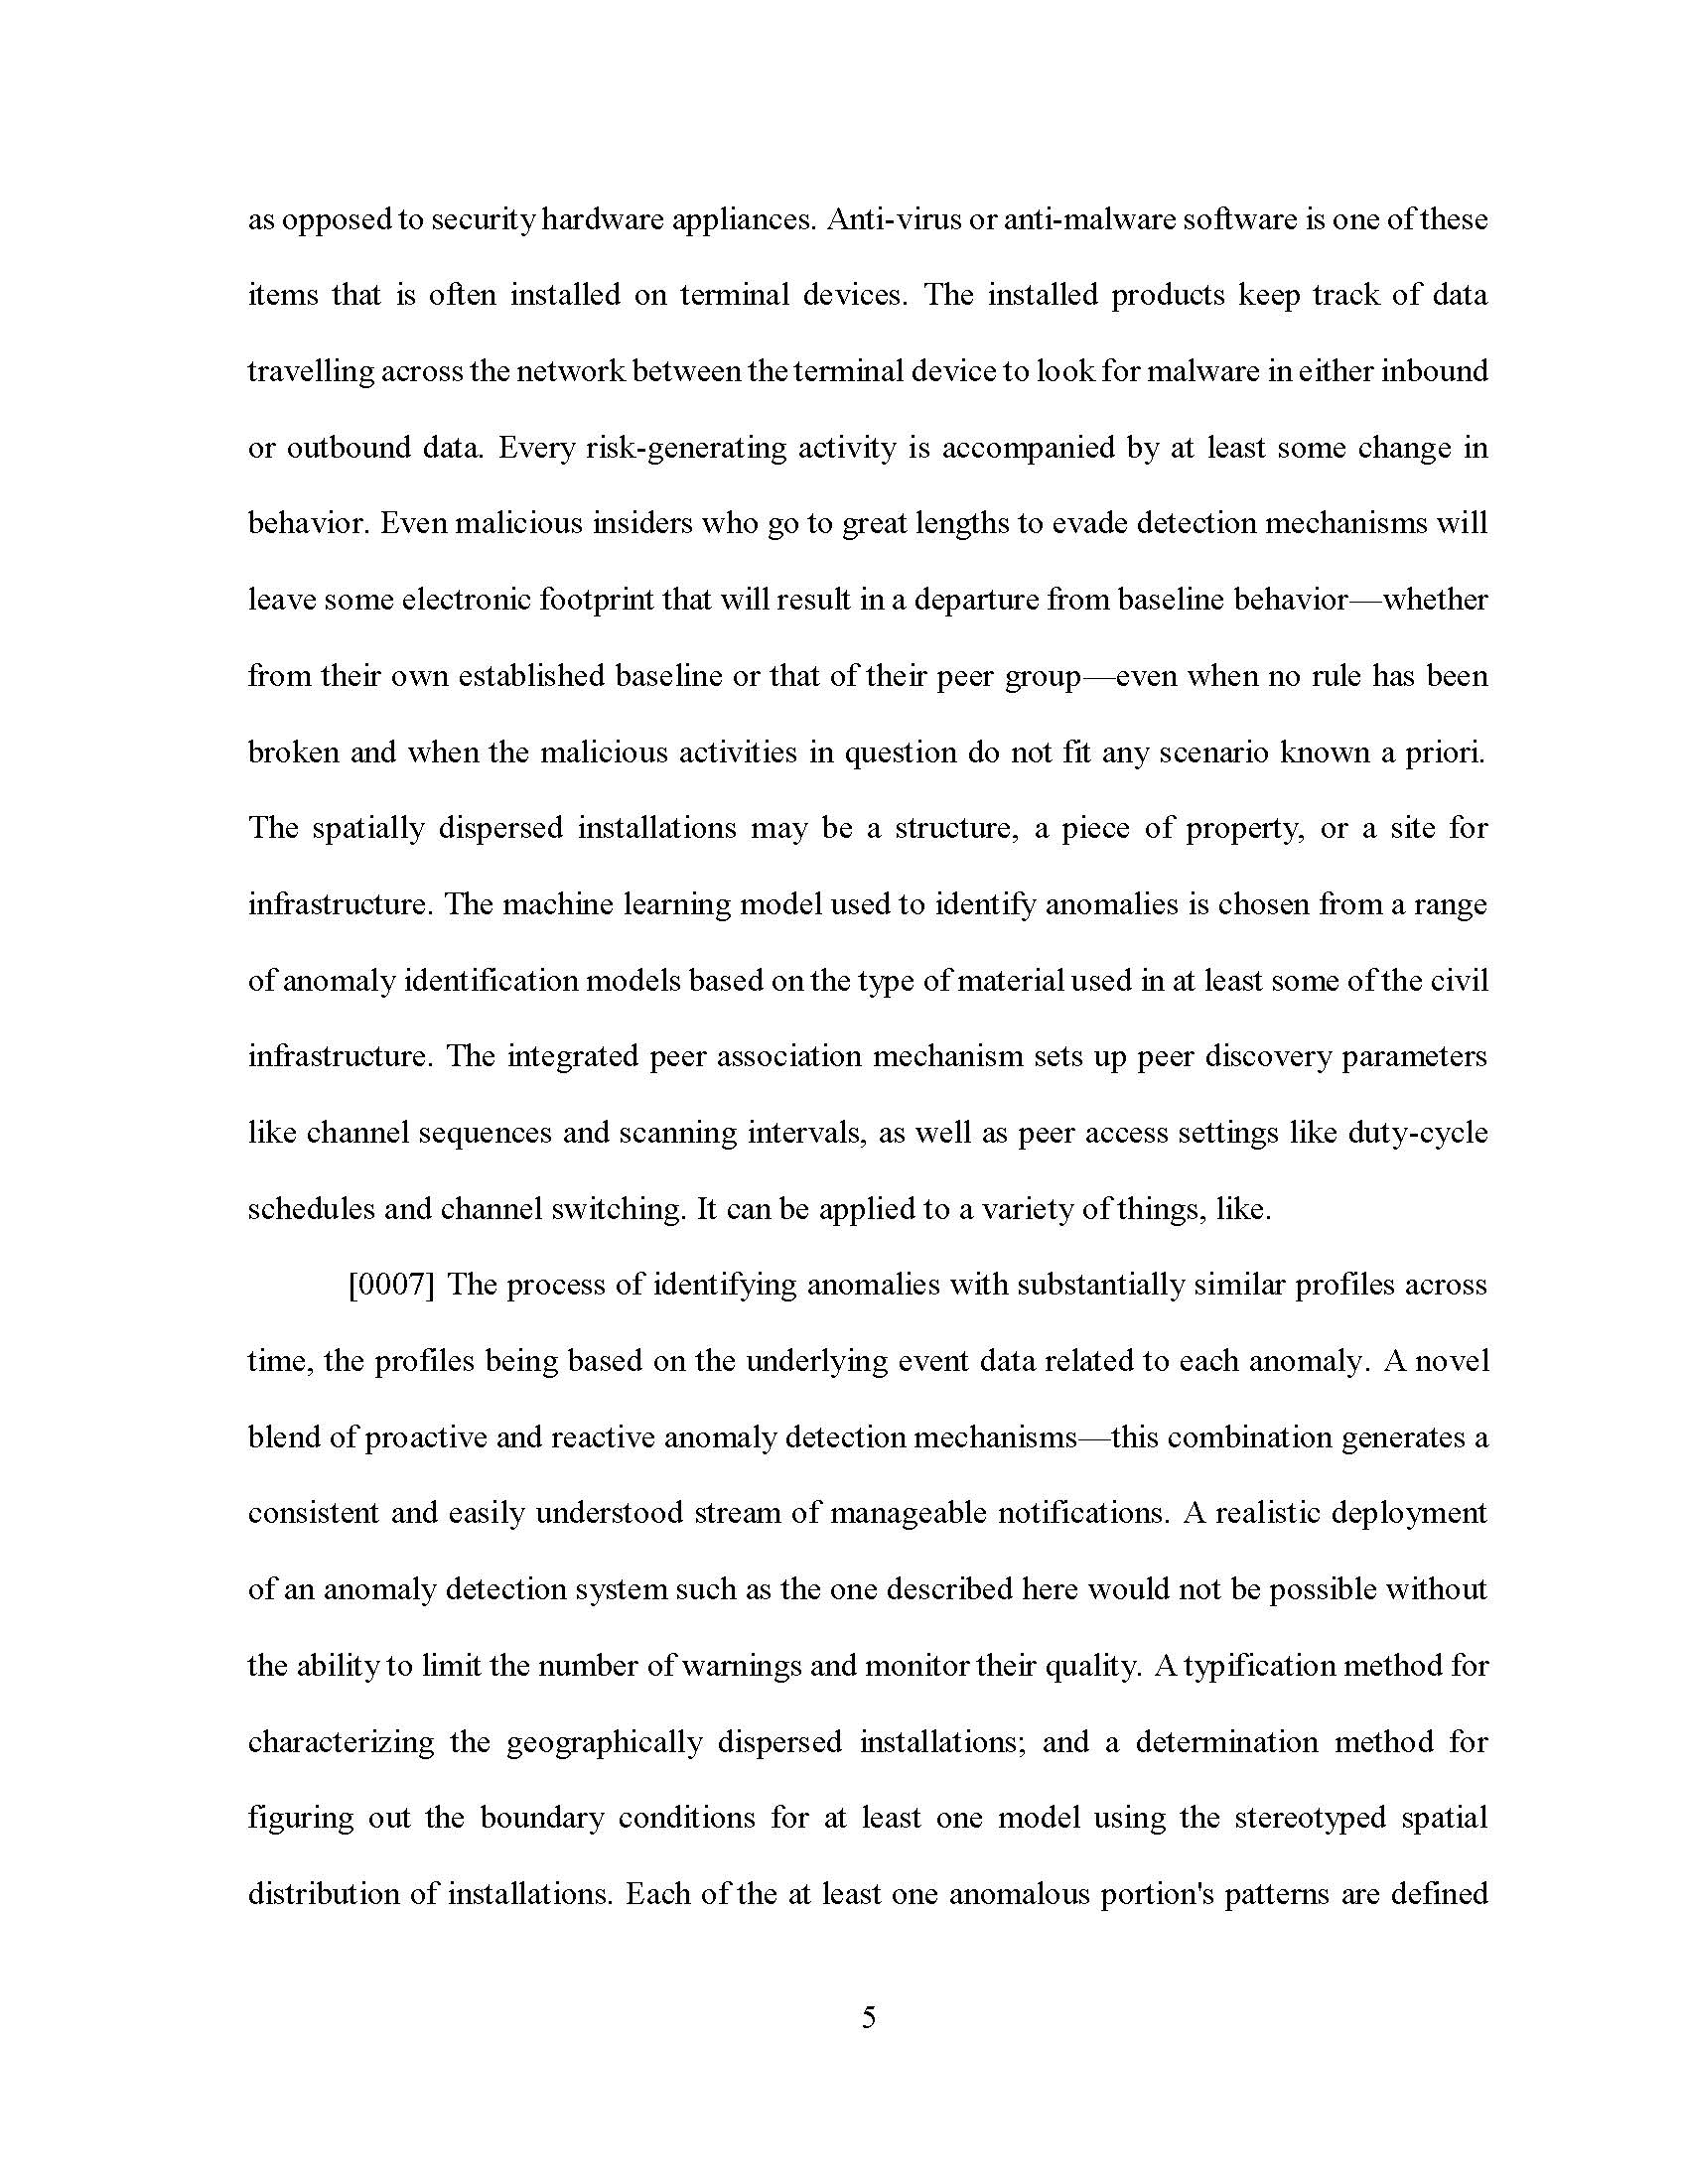 as opposed to security hardware appliances. Anti-virus or anti-malware software is one of these
items that is often installed on terminal devices. The installed products keep track of data
travelling across the network between the terminal device to look for malware in either inbound
or outbound data. Every risk-generating activity is accompanied by at least some change in
behavior. Even malicious insiders who go to great lengths to evade detection mechanisms will
leave some electronic footprint that will result in a departure from baseline behavior—whether
from their own established baseline or that of their peer group—even when no rule has been
broken and when the malicious activities in question do not fit any scenario known a priori.
The spatially dispersed installations may be a structure, a piece of property, or a site for
infrastructure. The machine learning model used to identify anomalies is chosen from a range
of anomaly identification models based on the type of material used in at least some of the civil
infrastructure. The integrated peer association mechanism sets up peer discovery parameters
like channel sequences and scanning intervals, as well as peer access settings like duty-cycle
schedules and channel switching. It can be applied to a variety of things, like.
[0007] The process of identifying anomalies with substantially similar profiles across
time, the profiles being based on the underlying event data related to each anomaly. A novel
blend of proactive and reactive anomaly detection mechanisms—this combination generates a
consistent and easily understood stream of manageable notifications. A realistic deployment
of an anomaly detection system such as the one described here would not be possible without
the ability to limit the number of warnings and monitor their quality. A typification method for
characterizing the geographically dispersed installations; and a determination method for
figuring out the boundary conditions for at least one model using the stereotyped spatial
distribution of installations. Each of the at least one anomalous portion's patterns are defined
5